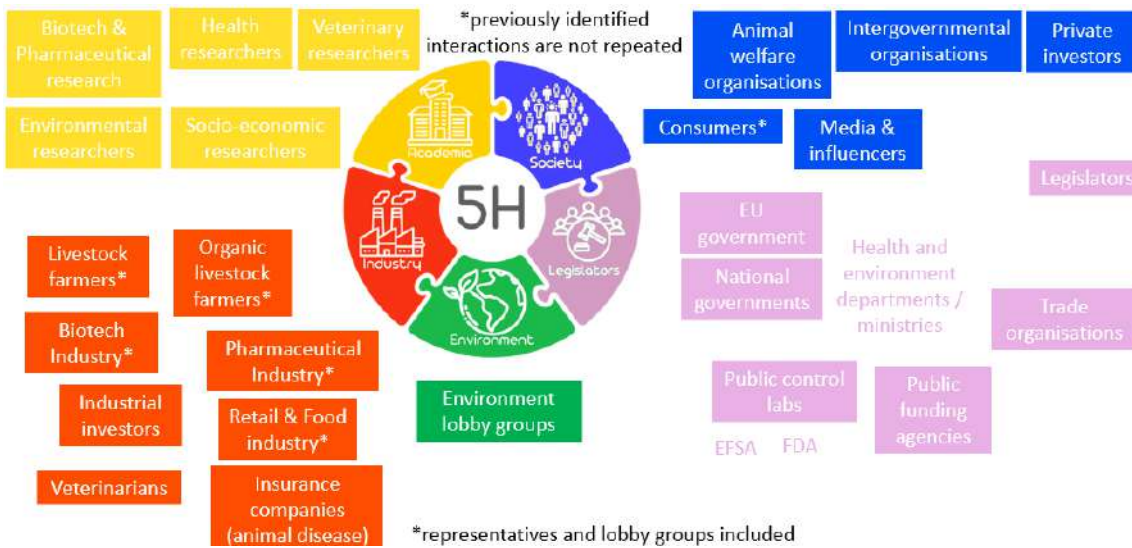 Biotech &
Pharmaceutical
research
Health
researchers
Veterinary
researchers
*previously identified
interactions are not repeated
Animal
welfare
organisations
Intergovernmental
organisations
Private
investors
Environmental
researchers
Socio-economic
researchers
Consumers*
Media &
influencers
Academia
Society
5H
Industry
Legislators
Environment
Legislators
EU
government
National
governments
Health and
environment
departments /
ministries
Trade
organisations
Livestock
farmers*
Organic
livestock
farmers*
Biotech
Industry*
Pharmaceutical
Industry*
Industrial
investors
Retail & Food
industry*
Environment
lobby groups
Public control
labs
Public
funding
agencies
EFSA
FDA
Veterinarians
Insurance
companies
(animal disease)
*representatives and lobby groups included